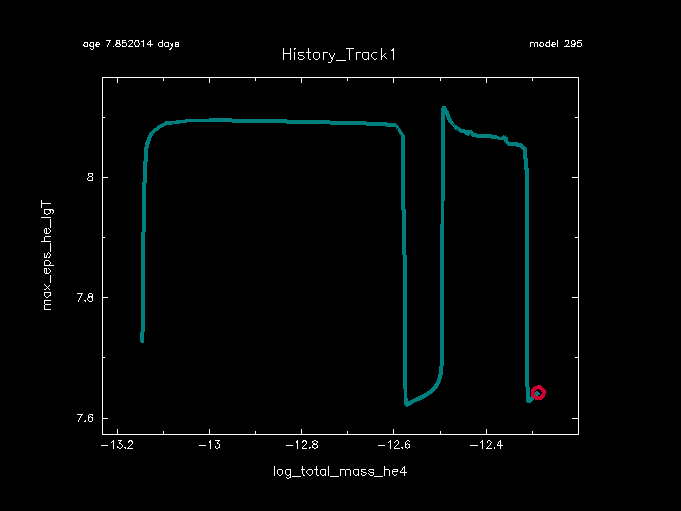 age 7.852014 days
model 295
History_Track1
8
7.8
7.6
max_eps_he_lgT
-13.2
-13
-12.8
-12.6
-12.4
log_total_mass_he4